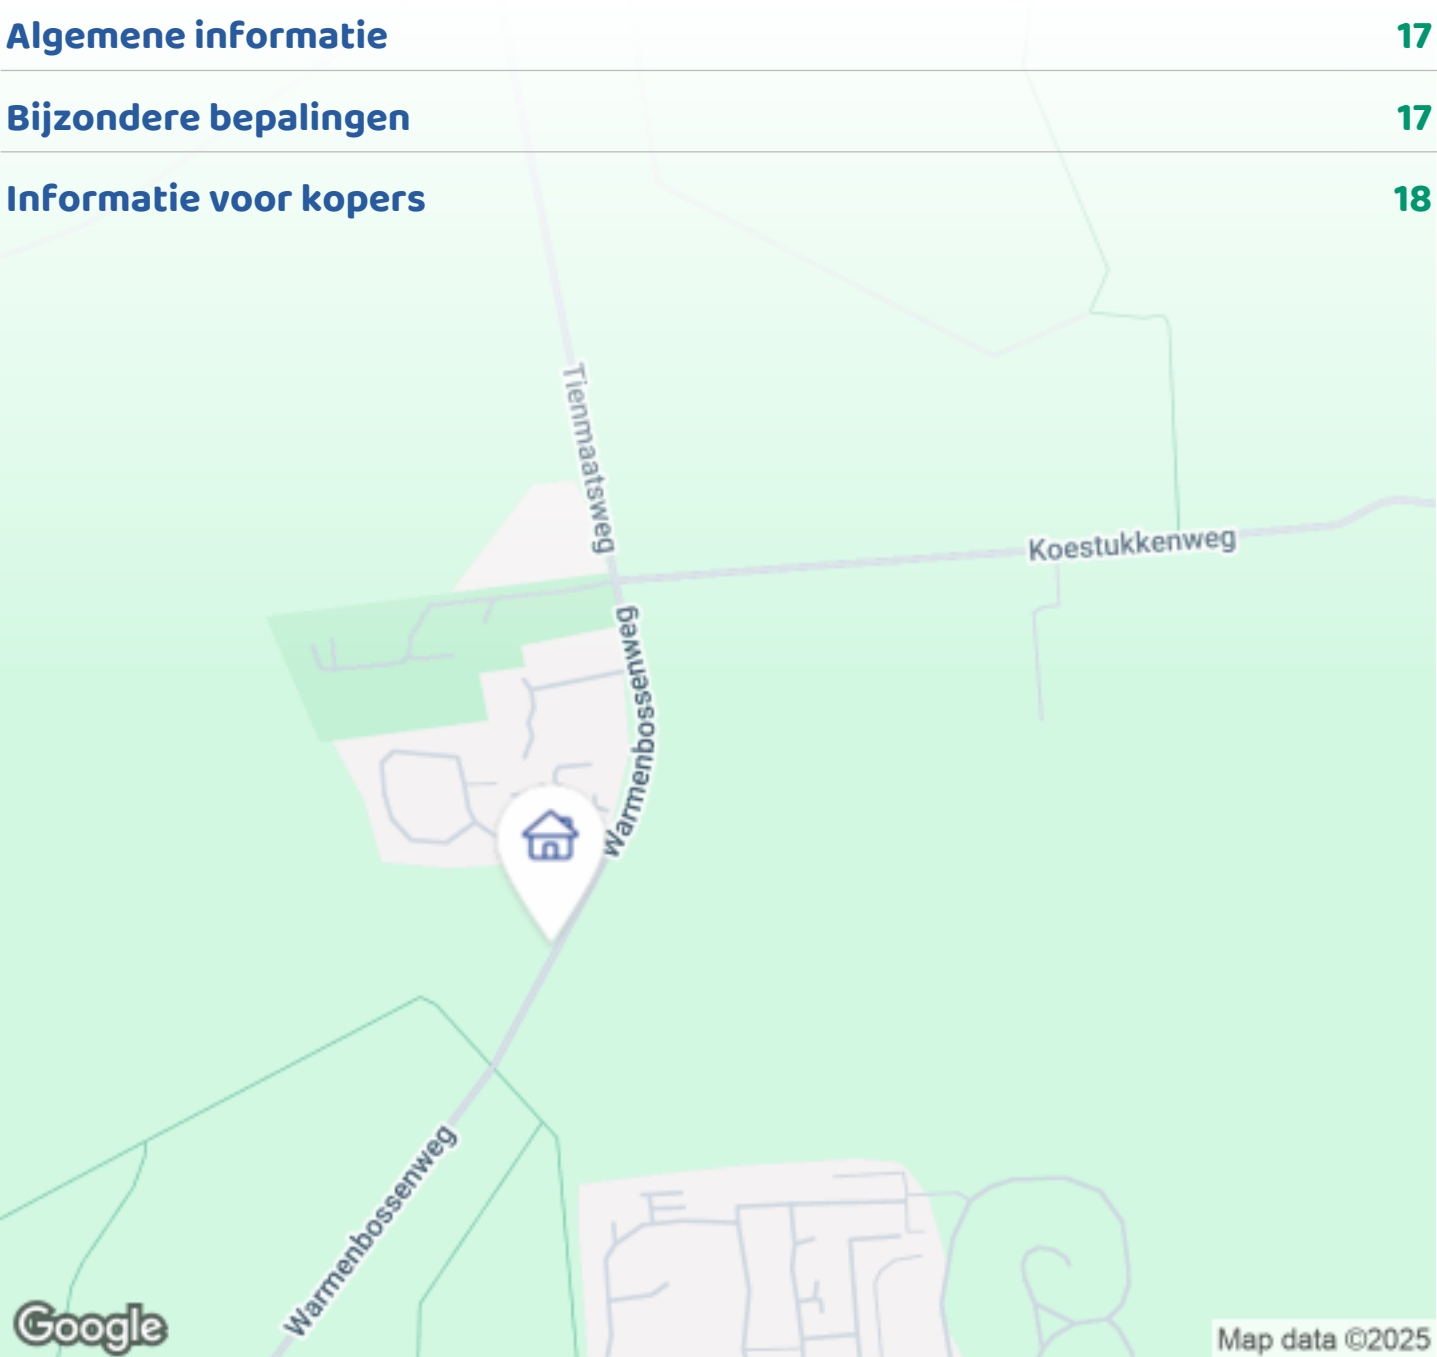 Algemene informatie 17
Bijzondere bepalingen 17
Informatie voor kopers 18
Tienmaatsweg
Koestukkenweg
Warmenbossenweg
Warmenbossenweg
Google
Map data ©2025